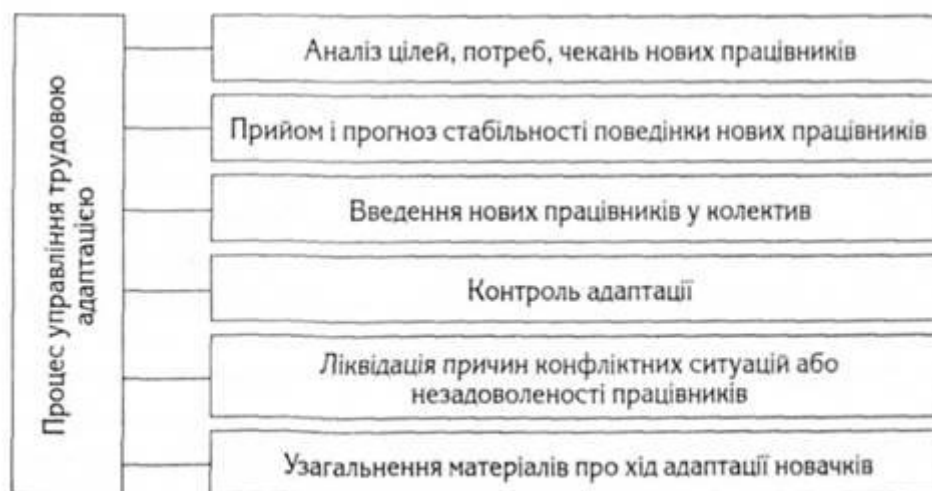 Процес управління трудовою
адаптацією
Аналіз цілей, потреб, чекань нових працівників
Прийом і прогноз стабільності поведінки нових працівників
Введення нових працівників у колектив
Контроль адаптації
Ліквідація причин конфліктних ситуацій або
незадоволеності працівників
Узагальнення матеріалів про хід адаптації новачків